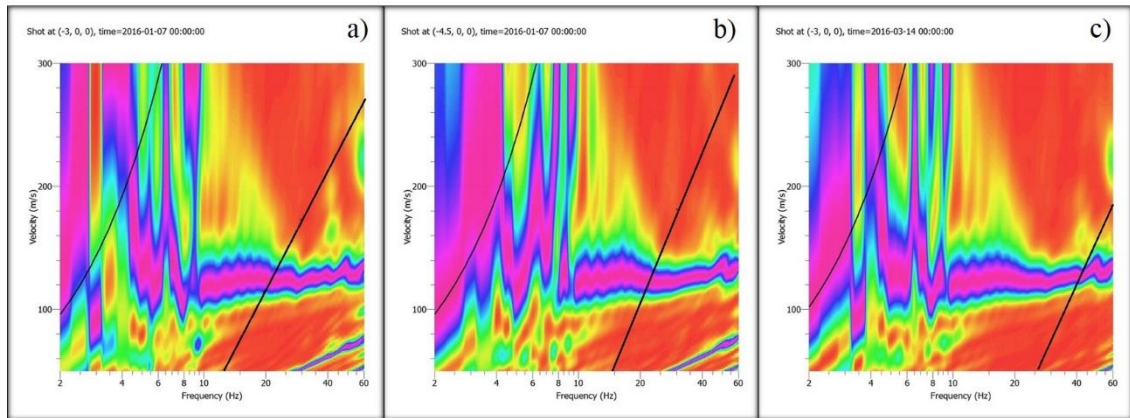 Shot at (-3, 0, 0), time=2016-01-07 00:00:00
a)
300
200
100
Velocity (m/s)
2 4 6 8 10 20 40 60
Frequency (Hz)
Shot at (-4.5, 0, 0), time=2016-01-07 00:00:00
b)
300
200
100
Velocity (m/s)
2 4 6 8 10 20 40 60
Frequency (Hz)
Shot at (-3, 0, 0), time=2016-03-14 00:00:00
c)
300
200
100
Velocity (m/s)
2 4 6 8 10 20 40 60
Frequency (Hz)